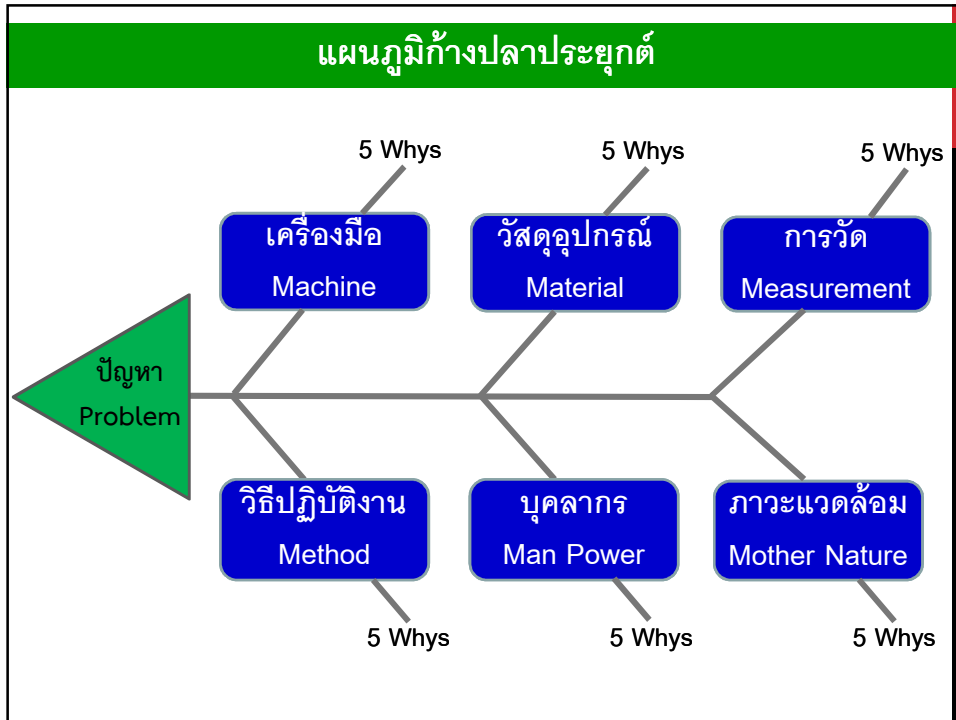 แผนภูมิก้างปลาประยุกต์
5 Whys
5 Whys
5 Whys
เครื่องมือ
Machine
วัสดุอุปกรณ์
Material
การวัด
Measurement
ปัญหา
Problem
วิธีปฏิบัติงาน
Method
บุคลากร
Man Power
ภาวะแวดล้อม
Mother Nature
5 Whys
5 Whys
5 Whys